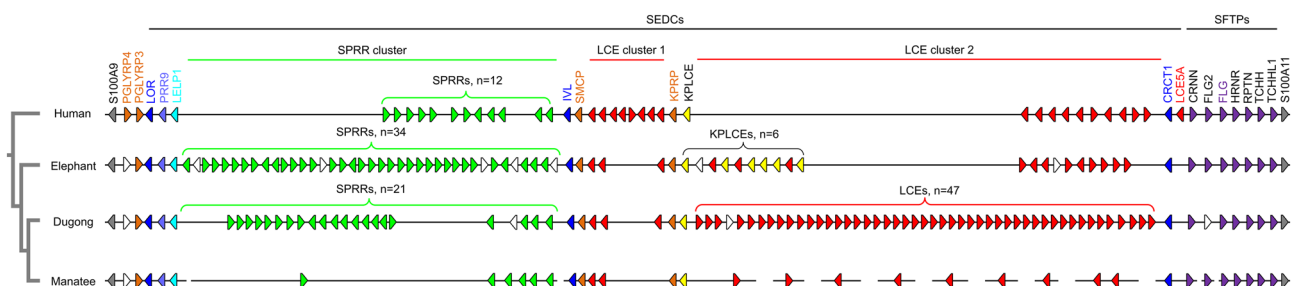 SEDCs
SFTPs
SPRR cluster
LCE cluster 1
LCE cluster 2
S100A9
PGLYRP4
PGLYRP3
LOR
PRR9
LELP1
SPRRs, n=12
IVL
SMCP
KPRP
KPLCE
CRCT1
LCE5A
CRNN
FLG2
FLG
HRNR
RPTN
TCHH
TCHHL1
S100A11
Human
SPRRs, n=34
KPLCEs, n=6
Elephant
SPRRs, n=21
LCEs, n=47
Dugong
Manatee